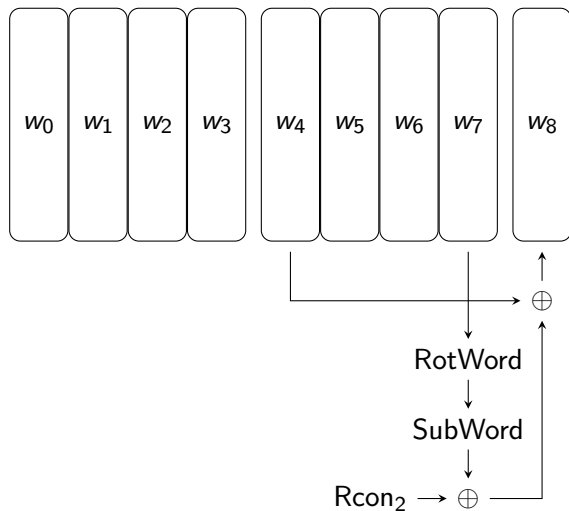 w₀ w₁ w₂ w₃ w₄ w₅ w₆ w₇ w₈
⊕
RotWord
SubWord
Rcon₂ ⊕